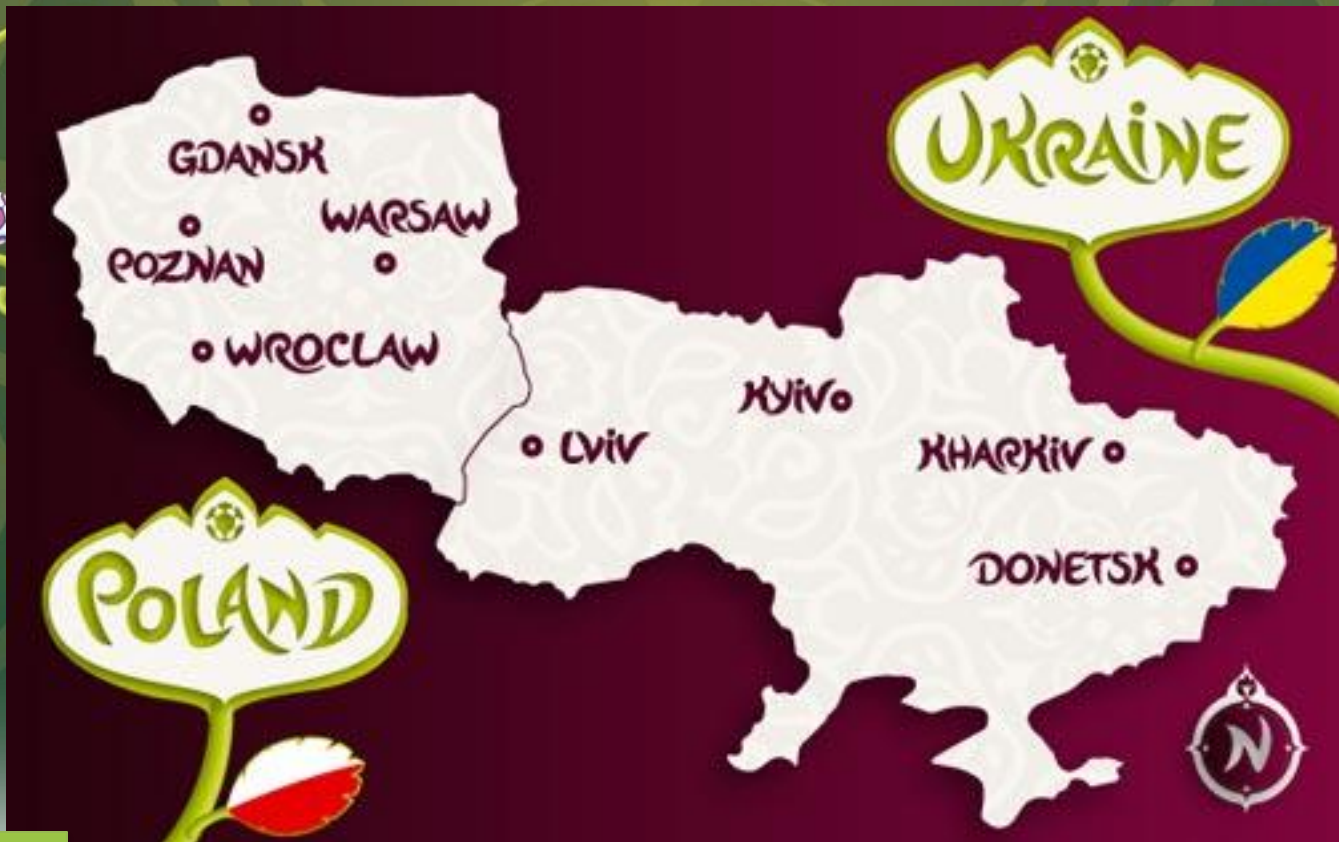 UKRAiNE
GDANSK
WARSAW
POZNAN
WROCLAW
KYiV
LViV
KHARKiV
DONETSK
POLAND
N